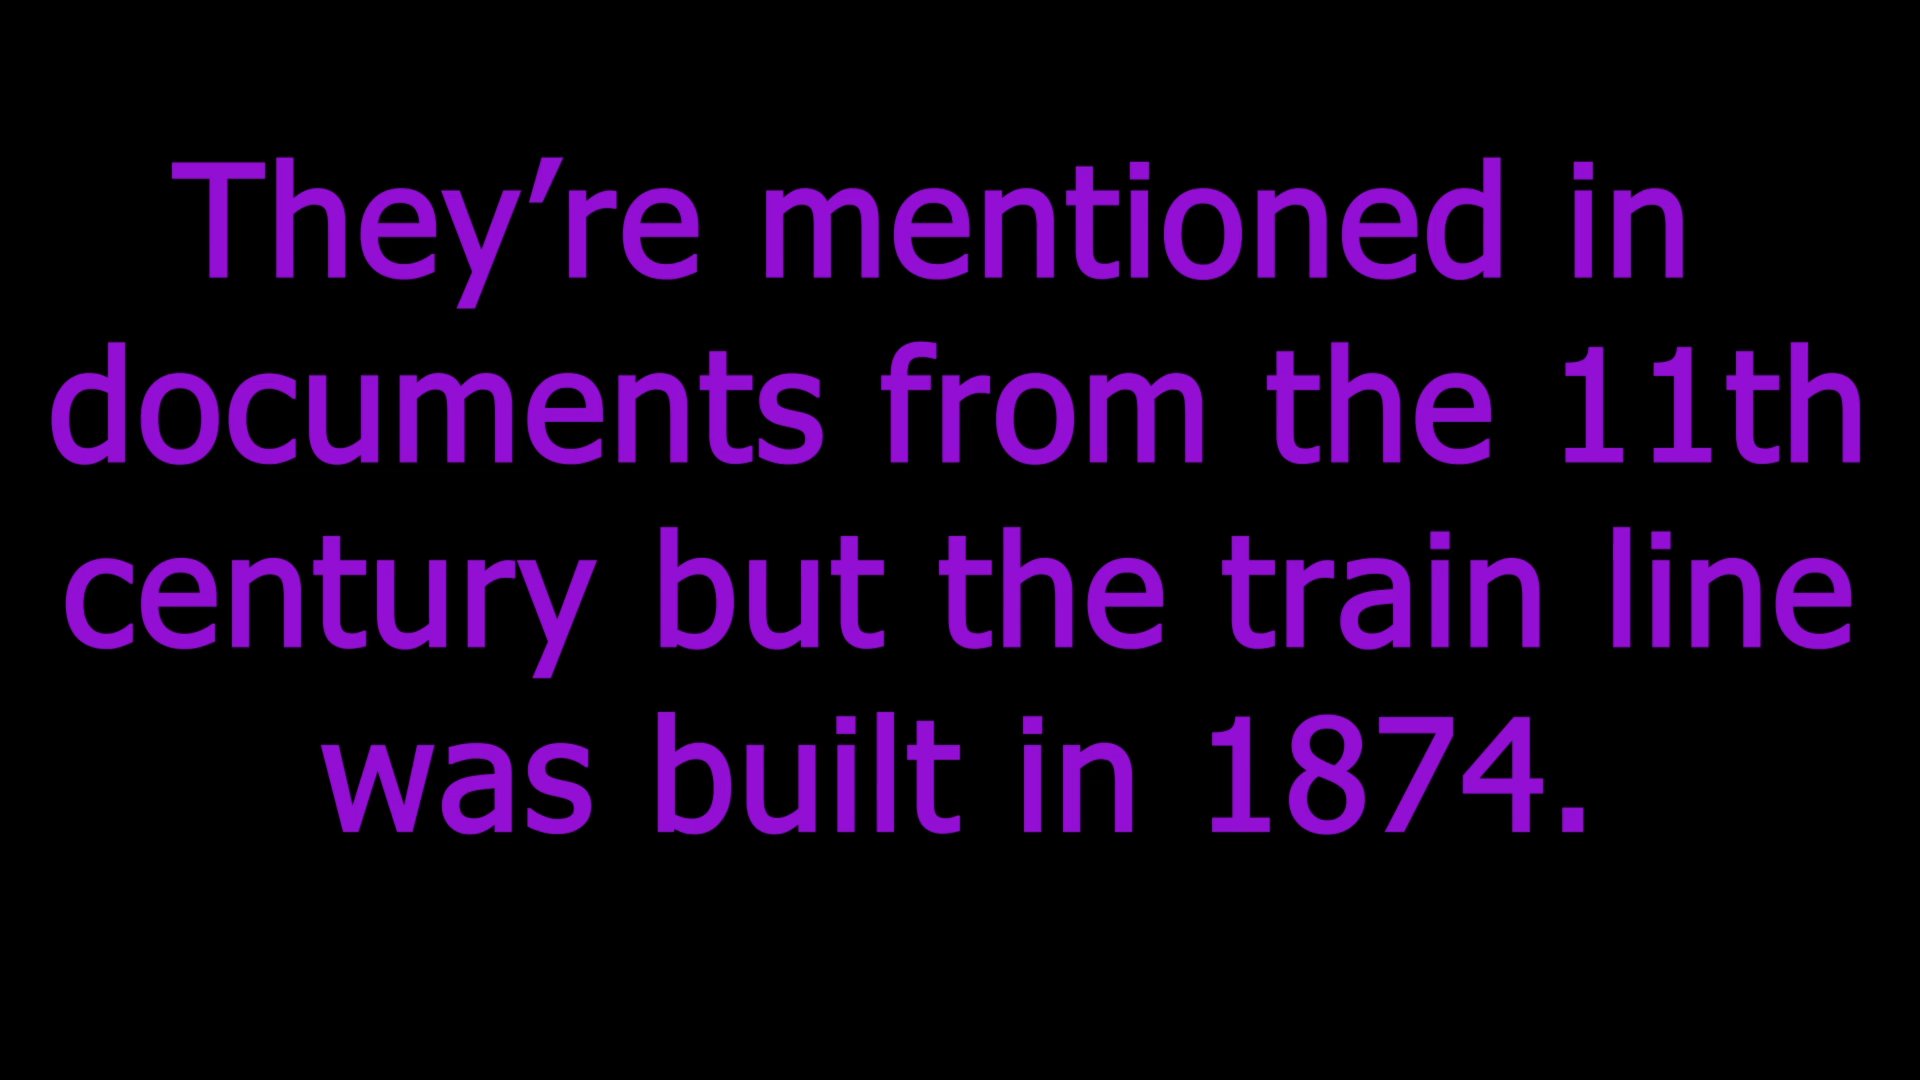 They’re mentioned in
documents from the 11th
century but the train line
was built in 1874.